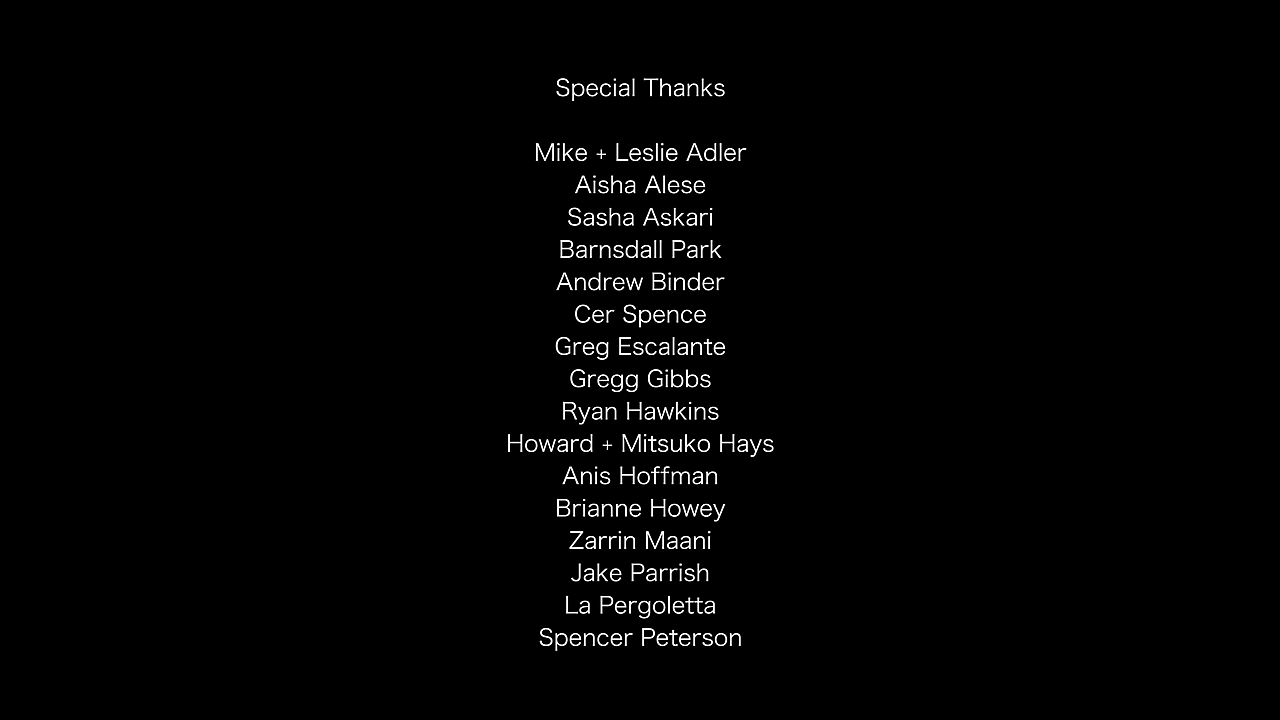 Special Thanks
Mike + Leslie Adler
Aisha Alese
Sasha Askari
Barnsdall Park
Andrew Binder
Cer Spence
Greg Escalante
Gregg Gibbs
Ryan Hawkins
Howard + Mitsuko Hays
Anis Hoffman
Brianne Howey
Zarrin Maani
Jake Parrish
La Pergoletta
Spencer Peterson